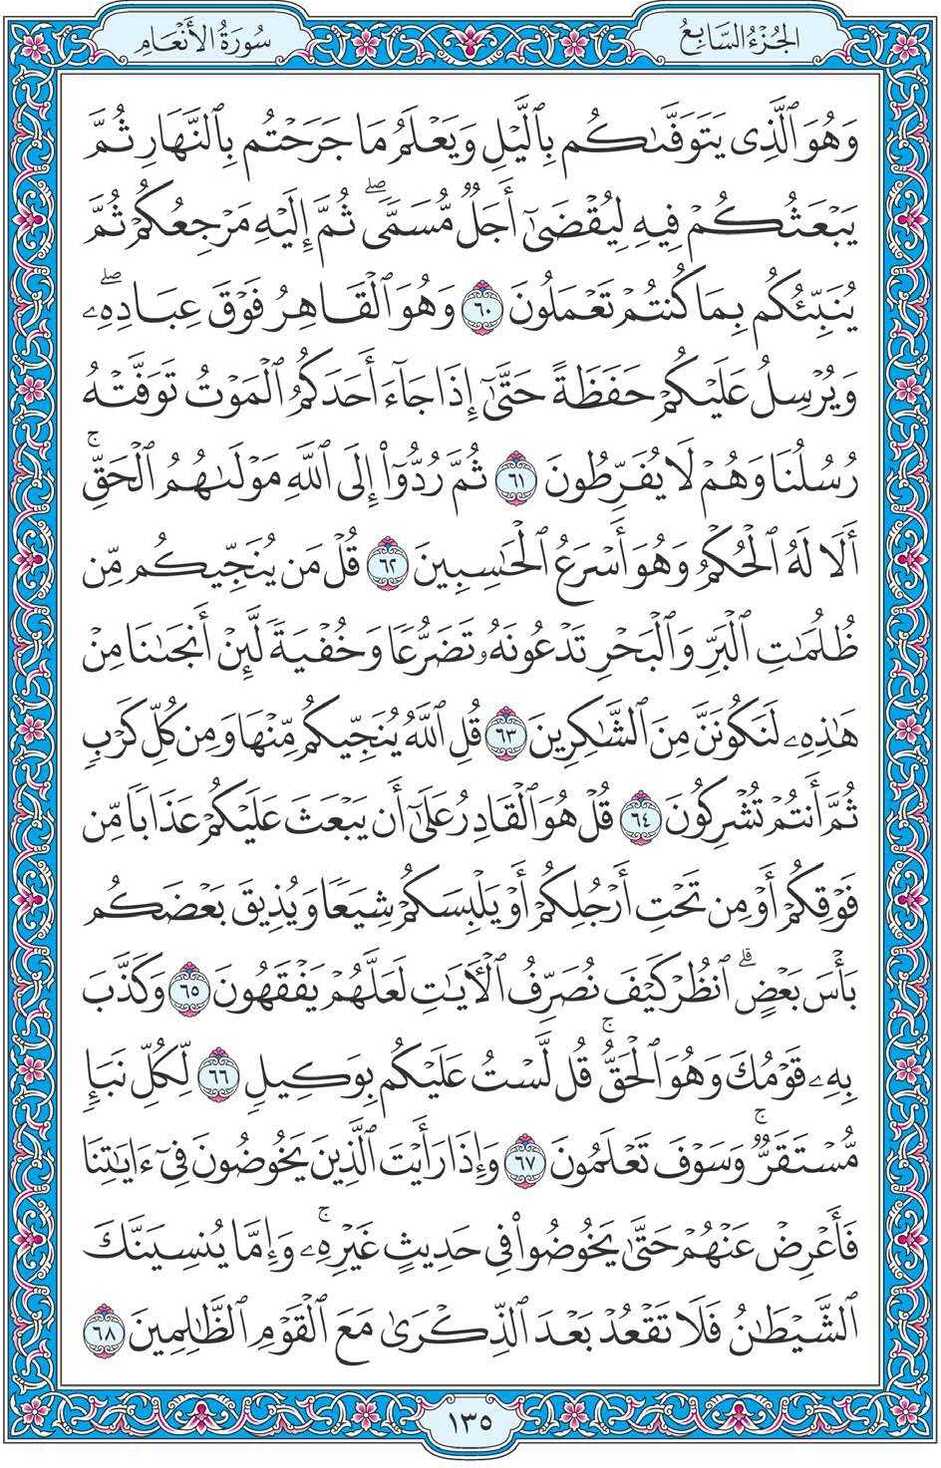 الجُزْءُ السَّابِعُ
سُورَةُ الأَنْعَامِ
وَهُوَ ٱلَّذِى يَتَوَفَّىٰكُم بِٱلَّيْلِ وَيَعْلَمُ مَا جَرَحْتُم بِٱلنَّهَارِ ثُمَّ
يَبْعَثُكُمْ فِيهِ لِيُقْضَىٰٓ أَجَلٌ مُّسَمًّى ۖ ثُمَّ إِلَيْهِ مَرْجِعُكُمْ ثُمَّ
يُنَبِّئُكُم بِمَا كُنتُمْ تَعْمَلُونَ ٦٠ وَهُوَ ٱلْقَاهِرُ فَوْقَ عِبَادِهِۦ ۖ
وَيُرْسِلُ عَلَيْكُمْ حَفَظَةً حَتَّىٰٓ إِذَا جَآءَ أَحَدَكُمُ ٱلْمَوْتُ تَوَفَّتْهُ
رُسُلُنَا وَهُمْ لَا يُفَرِّطُونَ ٦١ ثُمَّ رُدُّوٓا۟ إِلَى ٱللَّهِ مَوْلَىٰهُمُ ٱلْحَقِّ ۚ
أَلَا لَهُ ٱلْحُكْمُ وَهُوَ أَسْرَعُ ٱلْحَٰسِبِينَ ٦٢ قُلْ مَن يُنَجِّيكُم مِّن
ظُلُمَٰتِ ٱلْبَرِّ وَٱلْبَحْرِ تَدْعُونَهُۥ تَضَرُّعًا وَخُفْيَةً لَّئِنْ أَنجَىٰنَا مِنْ
هَٰذِهِۦ لَنَكُونَنَّ مِنَ ٱلشَّٰكِرِينَ ٦٣ قُلِ ٱللَّهُ يُنَجِّيكُم مِّنْهَا وَمِن كُلِّ كَرْبٍ
ثُمَّ أَنتُمْ تُشْرِكُونَ ٦٤ قُلْ هُوَ ٱلْقَادِرُ عَلَىٰٓ أَن يَبْعَثَ عَلَيْكُمْ عَذَابًا مِّن
فَوْقِكُمْ أَوْ مِن تَحْتِ أَرْجُلِكُمْ أَوْ يَلْبِسَكُمْ شِيَعًا وَيُذِيقَ بَعْضَكُم
بَأْسَ بَعْضٍ ۗ ٱنظُرْ كَيْفَ نُصَرِّفُ ٱلْءَايَٰتِ لَعَلَّهُمْ يَفْقَهُونَ ٦٥ وَكَذَّبَ
بِهِۦ قَوْمُكَ وَهُوَ ٱلْحَقُّ ۚ قُل لَّسْتُ عَلَيْكُم بِوَكِيلٍ ٦٦ لِّكُلِّ نَبَإٍ
مُّسْتَقَرٌّ ۚ وَسَوْفَ تَعْلَمُونَ ٦٧ وَإِذَا رَأَيْتَ ٱلَّذِينَ يَخُوضُونَ فِىٓ ءَايَٰتِنَا
فَأَعْرِضْ عَنْهُمْ حَتَّىٰ يَخُوضُوا۟ فِى حَدِيثٍ غَيْرِهِۦ ۚ وَإِمَّا يُنسِيَنَّكَ
ٱلشَّيْطَٰنُ فَلَا تَقْعُدْ بَعْدَ ٱلذِّكْرَىٰ مَعَ ٱلْقَوْمِ ٱلظَّٰلِمِينَ ٦٨
١٣٥